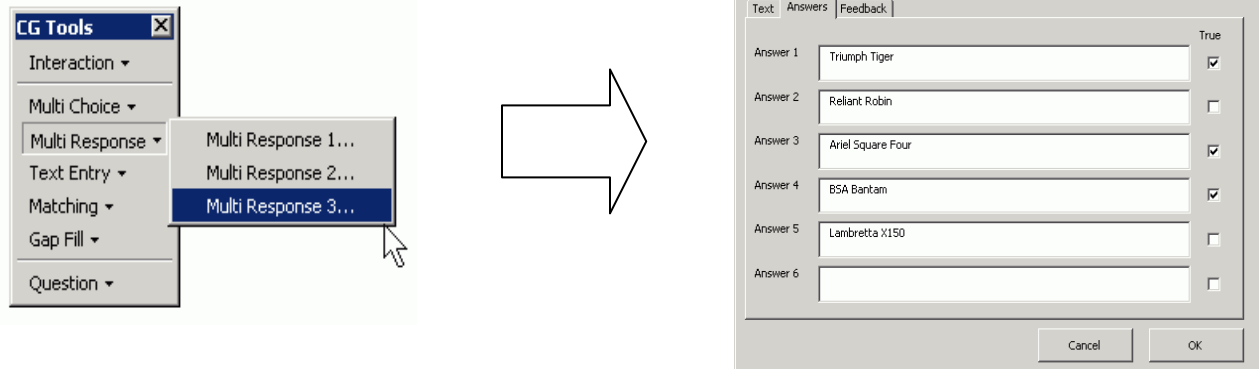 CG Tools
Interaction
Multi Choice
Multi Response
Multi Response 1...
Multi Response 2...
Multi Response 3...
Text Entry
Matching
Gap Fill
Question
Text Answers Feedback
True
Answer 1 Triumph Tiger
Answer 2 Reliant Robin
Answer 3 Ariel Square Four
Answer 4 BSA Bantam
Answer 5 Lambretta X150
Answer 6
Cancel OK